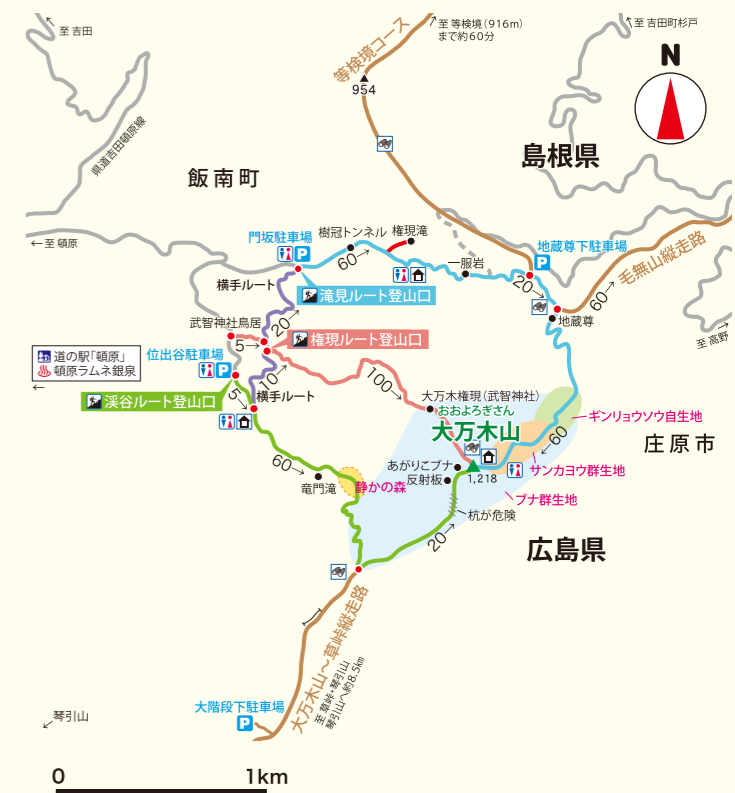 至 吉田
至 等検境（916m）
まで約60分
至 吉田町杉戸
等検境コース
954
N
県道吉田頓原線
島根県
飯南町
←至 頓原
門坂駐車場
P
樹冠トンネル
権現滝
60→
一服岩
地蔵尊下駐車場
P
20→
毛無山縦走路
60→
横手ルート
滝見ルート登山口
地蔵尊
至 高野
武智神社鳥居
20→
5→
権現ルート登山口
道の駅「頓原」
頓原ラムネ銀泉
←
位出谷駐車場
P
10→
100→
渓谷ルート登山口
5→
横手ルート
大万木権現（武智神社）
おおよろぎさん
大万木山
ギンリョウソウ自生地
←60
庄原市
60→
竜門滝
静かの森
あがりこブナ
反射板
1,218
サンカヨウ群生地
ブナ群生地
杭が危険
20→
広島県
大万木山〜草峠縦走路
至 草峠・琴引山
琴引山へ約8.5km
大階段下駐車場
P
琴引山
0
1km